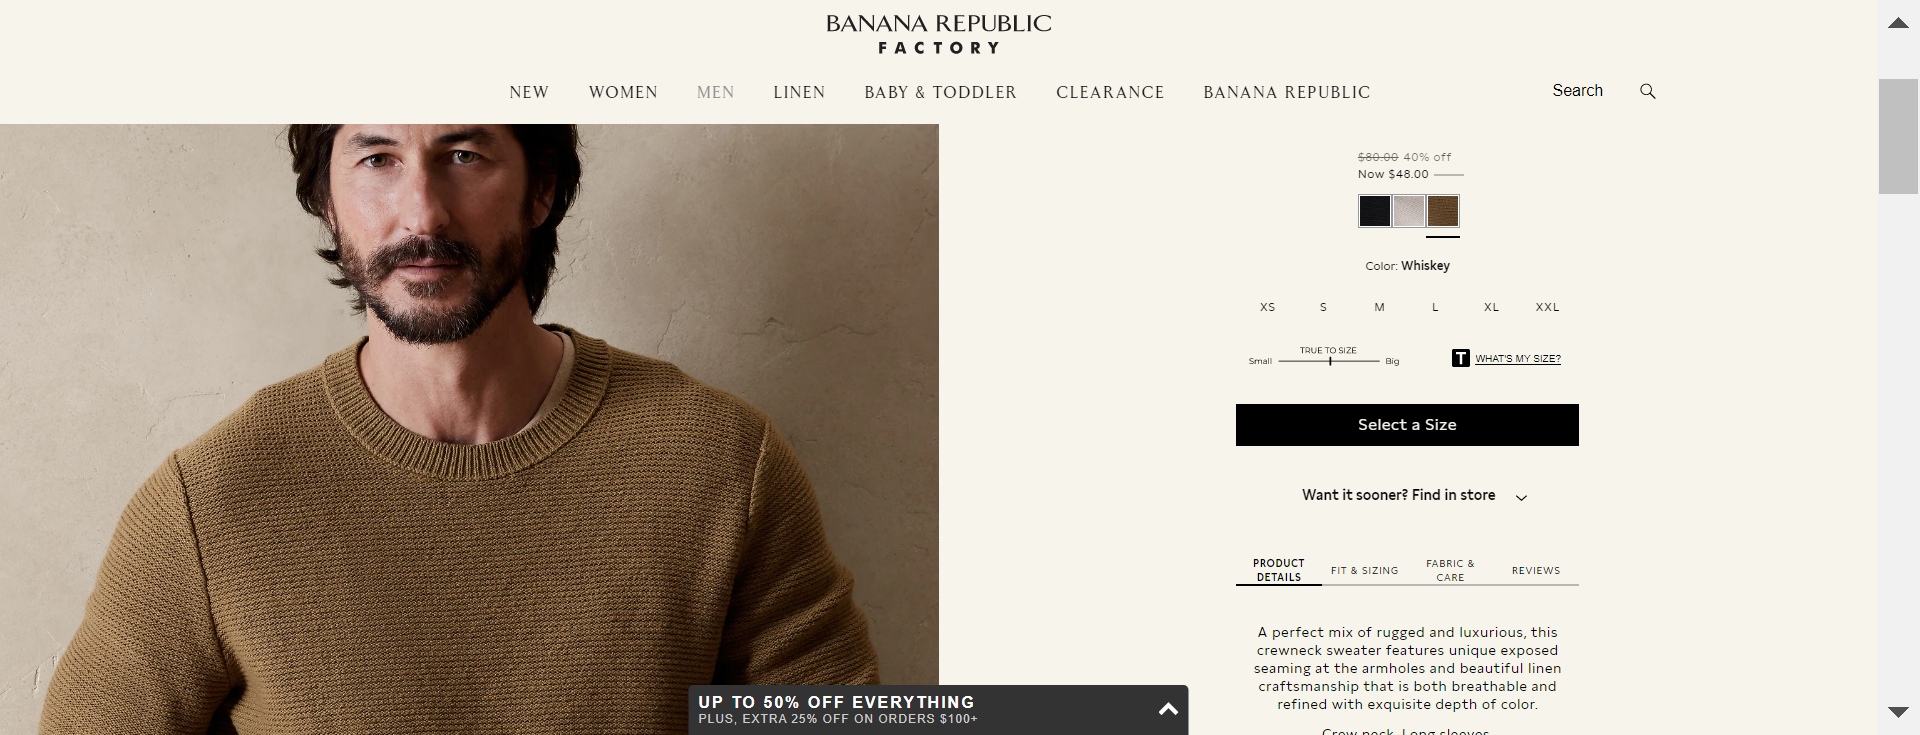 BANANA REPUBLIC
FACTORY
NEW WOMEN MEN LINEN BABY & TODDLER CLEARANCE BANANA REPUBLIC Search
$80.00 40% off
Now $48.00
Color: Whiskey
XS S M L XL XXL
TRUE TO SIZE
Small Big
T WHAT'S MY SIZE?
Select a Size
Want it sooner? Find in store
PRODUCT DETAILS
FIT & SIZING
FABRIC & CARE
REVIEWS
A perfect mix of rugged and luxurious, this
crewneck sweater features unique exposed
seaming at the armholes and beautiful linen
craftsmanship that is both breathable and
refined with exquisite depth of color.
Crew neck. Long sleeves.
UP TO 50% OFF EVERYTHING
PLUS, EXTRA 25% OFF ON ORDERS $100+